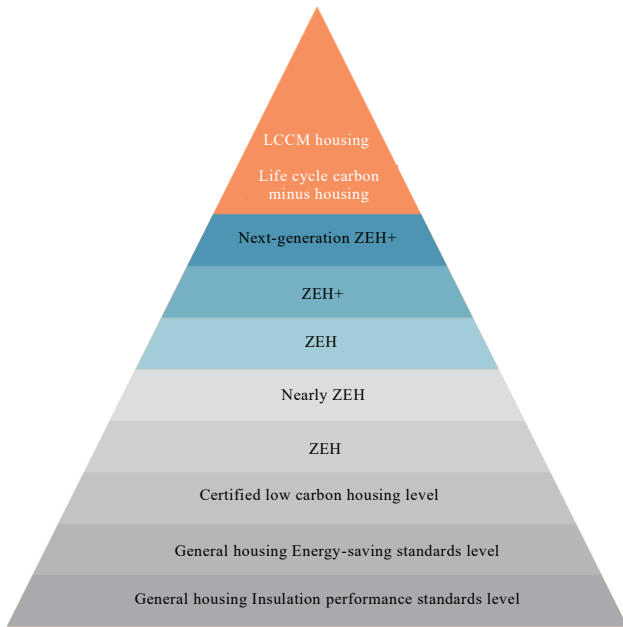 LCCM housing
Life cycle carbon
minus housing
Next-generation ZEH+
ZEH+
ZEH
Nearly ZEH
ZEH
Certified low carbon housing level
General housing Energy-saving standards level
General housing Insulation performance standards level